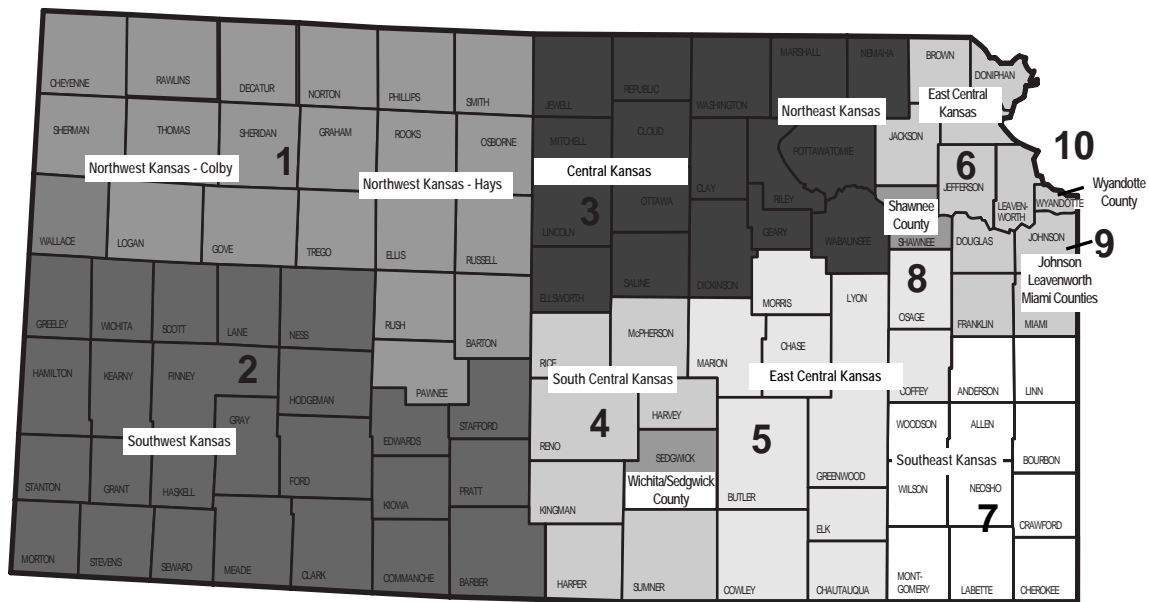 CHEYENNE
RAWLINS
DECATUR
NORTON
PHILLIPS
SMITH
JEWELL
REPUBLIC
WASHINGTON
MARSHALL
NEMAHA
BROWN
DONIPHAN
SHERMAN
THOMAS
SHERIDAN
GRAHAM
ROOKS
OSBORNE
MITCHELL
CLOUD
Northeast Kansas
East Central
Kansas
Northwest Kansas - Colby
1
Northwest Kansas - Hays
Central Kansas
3
CLAY
POTTAWATOMIE
RILEY
JACKSON
6
JEFFERSON
10
Wyandotte
County
WYANDOTTE
LEAVEN-
WORTH
Shawnee
County
SHAWNEE
WALLACE
LOGAN
GOVE
TREGO
ELLIS
RUSSELL
LINCOLN
OTTAWA
GEARY
WABAUNSEE
DOUGLAS
JOHNSON
9
Johnson
Leavenworth
Miami Counties
GREELEY
WICHITA
SCOTT
LANE
NESS
RUSH
BARTON
ELLSWORTH
SALINE
DICKINSON
MORRIS
LYON
8
OSAGE
FRANKLIN
MIAMI
HAMILTON
KEARNY
FINNEY
2
HODGEMAN
PAWNEE
RICE
McPHERSON
MARION
CHASE
South Central Kansas
East Central Kansas
COFFEY
ANDERSON
LINN
Southwest Kansas
GRAY
EDWARDS
STAFFORD
RENO
4
HARVEY
5
WOODSON
ALLEN
Southeast Kansas
BOURBON
STANTON
GRANT
HASKELL
FORD
KIOWA
PRATT
KINGMAN
SEDGWICK
Wichita/Sedgwick
County
BUTLER
GREENWOOD
WILSON
NEOSHO
7
CRAWFORD
ELK
MORTON
STEVENS
SEWARD
MEADE
CLARK
COMMANCHE
BARBER
HARPER
SUMNER
COWLEY
CHAUTAUQUA
MONT-
GOMERY
LABETTE
CHEROKEE